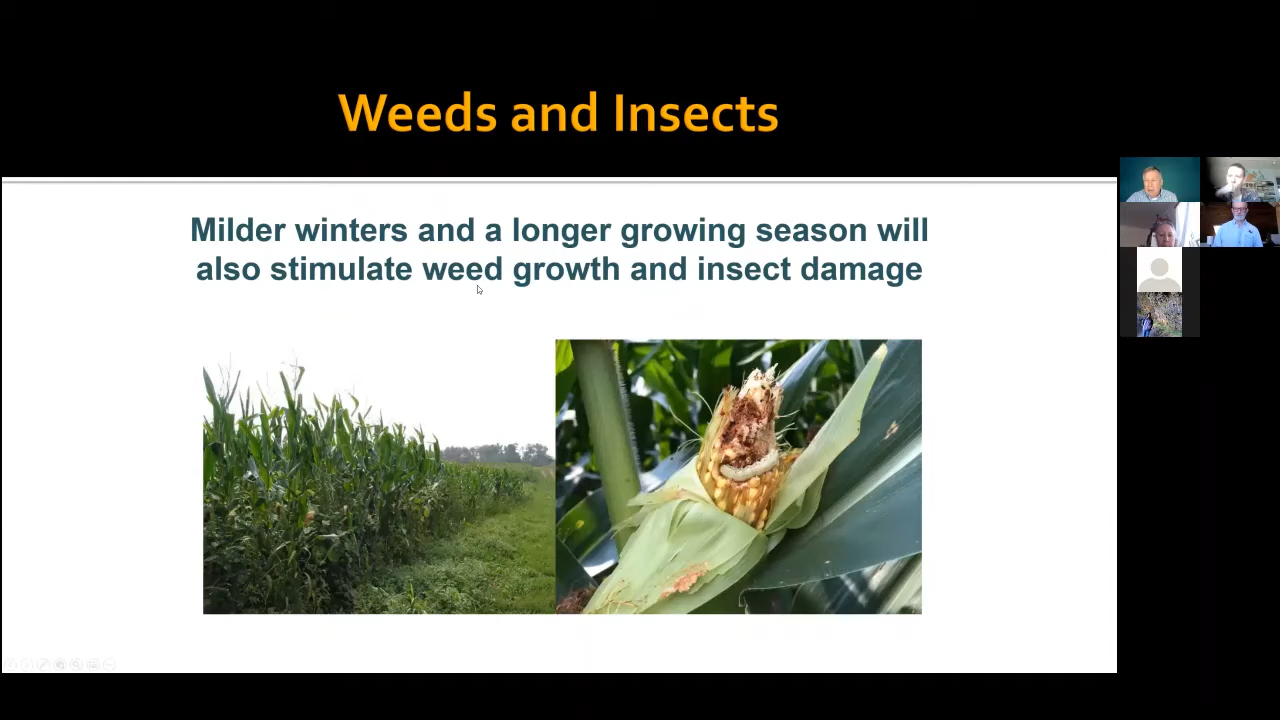 Weeds and Insects
Milder winters and a longer growing season will
also stimulate weed growth and insect damage